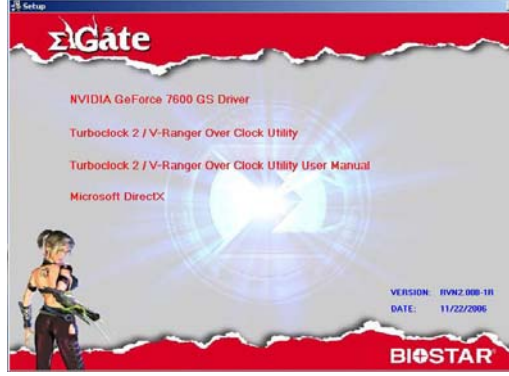 Setup
ΣGate
NVIDIA GeForce 7600 GS Driver
Turboclock 2 / V-Ranger Over Clock Utility
Turboclock 2 / V-Ranger Over Clock Utility User Manual
Microsoft DirectX
VERSION: RVN2.008-1R
DATE: 11/22/2006
BIOSTAR